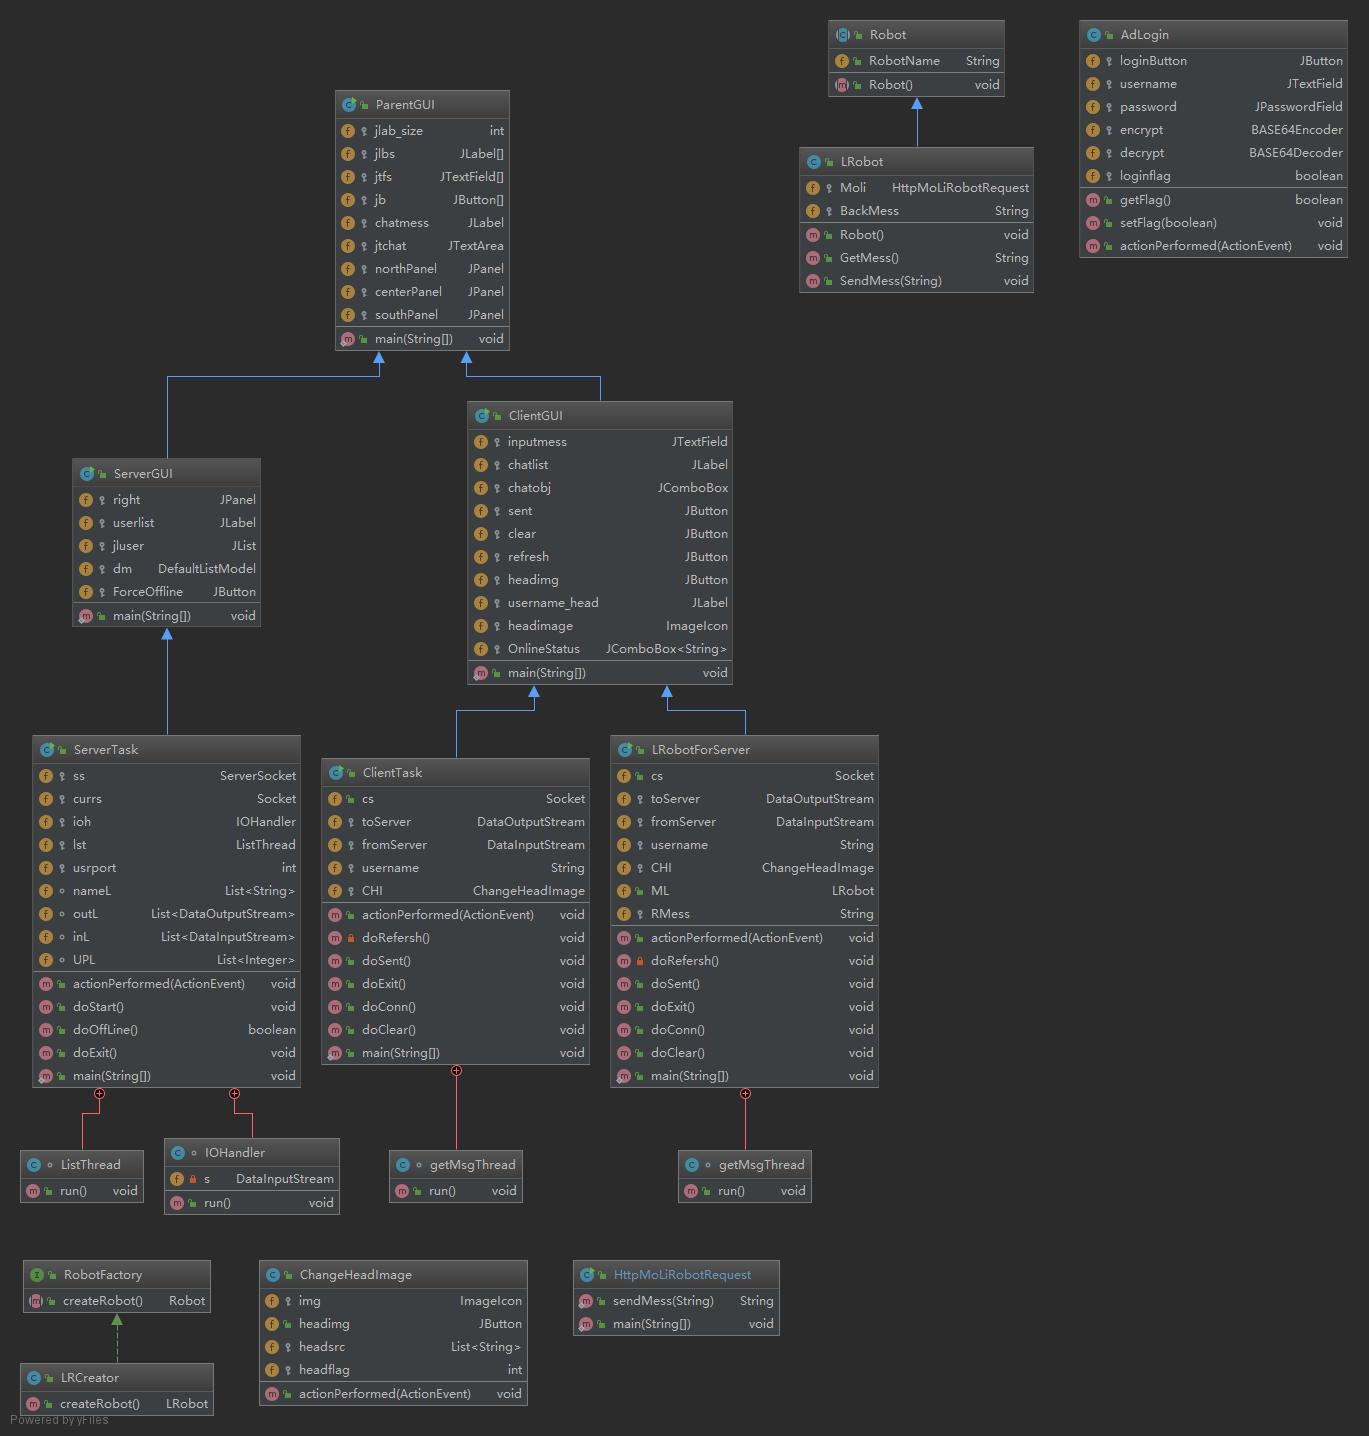 Robot
RobotName String
Robot() void
AdLogin
loginButton JButton
username JTextField
password JPasswordField
encrypt BASE64Encoder
decrypt BASE64Decoder
loginflag boolean
getFlag() boolean
setFlag(boolean) void
actionPerformed(ActionEvent) void
ParentGUI
jlab_size int
jlbs JLabel[]
jtfs JTextField[]
jb JButton[]
chatmess JLabel
jtchat JTextArea
northPanel JPanel
centerPanel JPanel
southPanel JPanel
main(String[]) void
LRobot
Moli HttpMoLiRobotRequest
BackMess String
Robot() void
GetMess() String
SendMess(String) void
ClientGUI
inputmess JTextField
chatlist JLabel
chatobj JComboBox
sent JButton
clear JButton
refresh JButton
headimg JButton
username_head JLabel
headimage ImageIcon
OnlineStatus JComboBox<String>
main(String[]) void
ServerGUI
right JPanel
userlist JLabel
jluser JList
dm DefaultListModel
ForceOffline JButton
main(String[]) void
ServerTask
ss ServerSocket
currs Socket
ioh IOHandler
lst ListThread
usrport int
nameL List<String>
outL List<DataOutputStream>
inL List<DataInputStream>
UPL List<Integer>
actionPerformed(ActionEvent) void
doStart() void
doOffLine() boolean
doExit() void
main(String[]) void
ClientTask
cs Socket
toServer DataOutputStream
fromServer DataInputStream
username String
CHI ChangeHeadImage
actionPerformed(ActionEvent) void
doRefersh() void
doSent() void
doExit() void
doConn() void
doClear() void
main(String[]) void
LRobotForServer
cs Socket
toServer DataOutputStream
fromServer DataInputStream
username String
CHI ChangeHeadImage
ML LRobot
RMess String
actionPerformed(ActionEvent) void
doRefersh() void
doSent() void
doExit() void
doConn() void
doClear() void
main(String[]) void
ListThread
run() void
IOHandler
s DataInputStream
run() void
getMsgThread
run() void
getMsgThread
run() void
RobotFactory
createRobot() Robot
LRCreator
createRobot() LRobot
ChangeHeadImage
img ImageIcon
headimg JButton
headsrc List<String>
headflag int
actionPerformed(ActionEvent) void
HttpMoLiRobotRequest
sendMess(String) String
main(String[]) void
Powered by yFiles